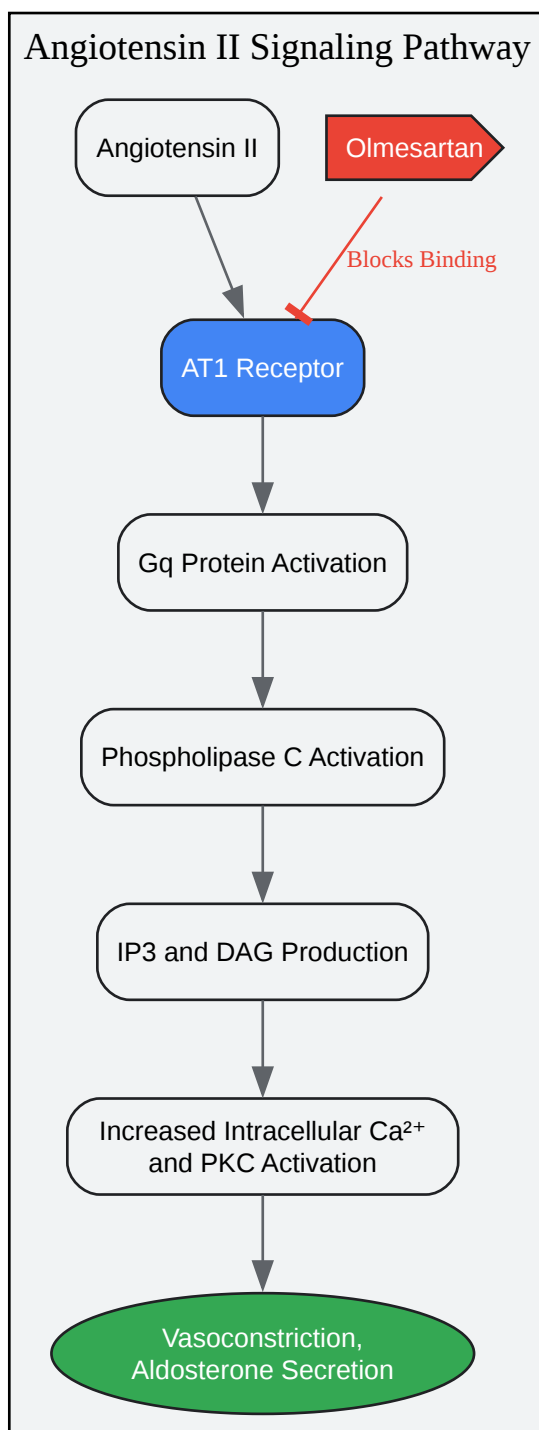 Angiotensin II Signaling Pathway
Angiotensin II
Olmesartan
Blocks Binding
AT1 Receptor
Gq Protein Activation
Phospholipase C Activation
IP3 and DAG Production
Increased Intracellular Ca²⁺
and PKC Activation
Vasoconstriction,
Aldosterone Secretion